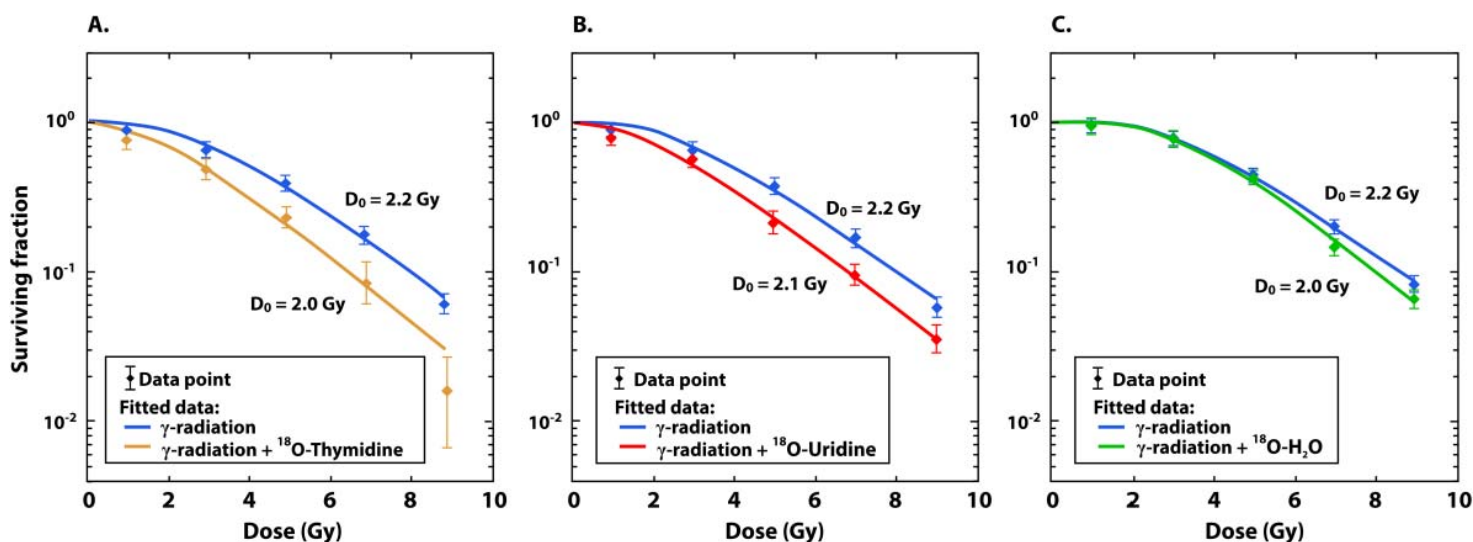 A.
B.
C.
Surviving fraction
10⁰
10⁻¹
10⁻²
D₀ = 2.2 Gy
D₀ = 2.0 Gy
Data point
Fitted data:
γ-radiation
γ-radiation + ¹⁸O-Thymidine
0 2 4 6 8 10
Dose (Gy)
10⁰
10⁻¹
10⁻²
D₀ = 2.2 Gy
D₀ = 2.1 Gy
Data point
Fitted data:
γ-radiation
γ-radiation + ¹⁸O-Uridine
0 2 4 6 8 10
Dose (Gy)
10⁰
10⁻¹
10⁻²
D₀ = 2.2 Gy
D₀ = 2.0 Gy
Data point
Fitted data:
γ-radiation
γ-radiation + ¹⁸O-H₂O
0 2 4 6 8 10
Dose (Gy)